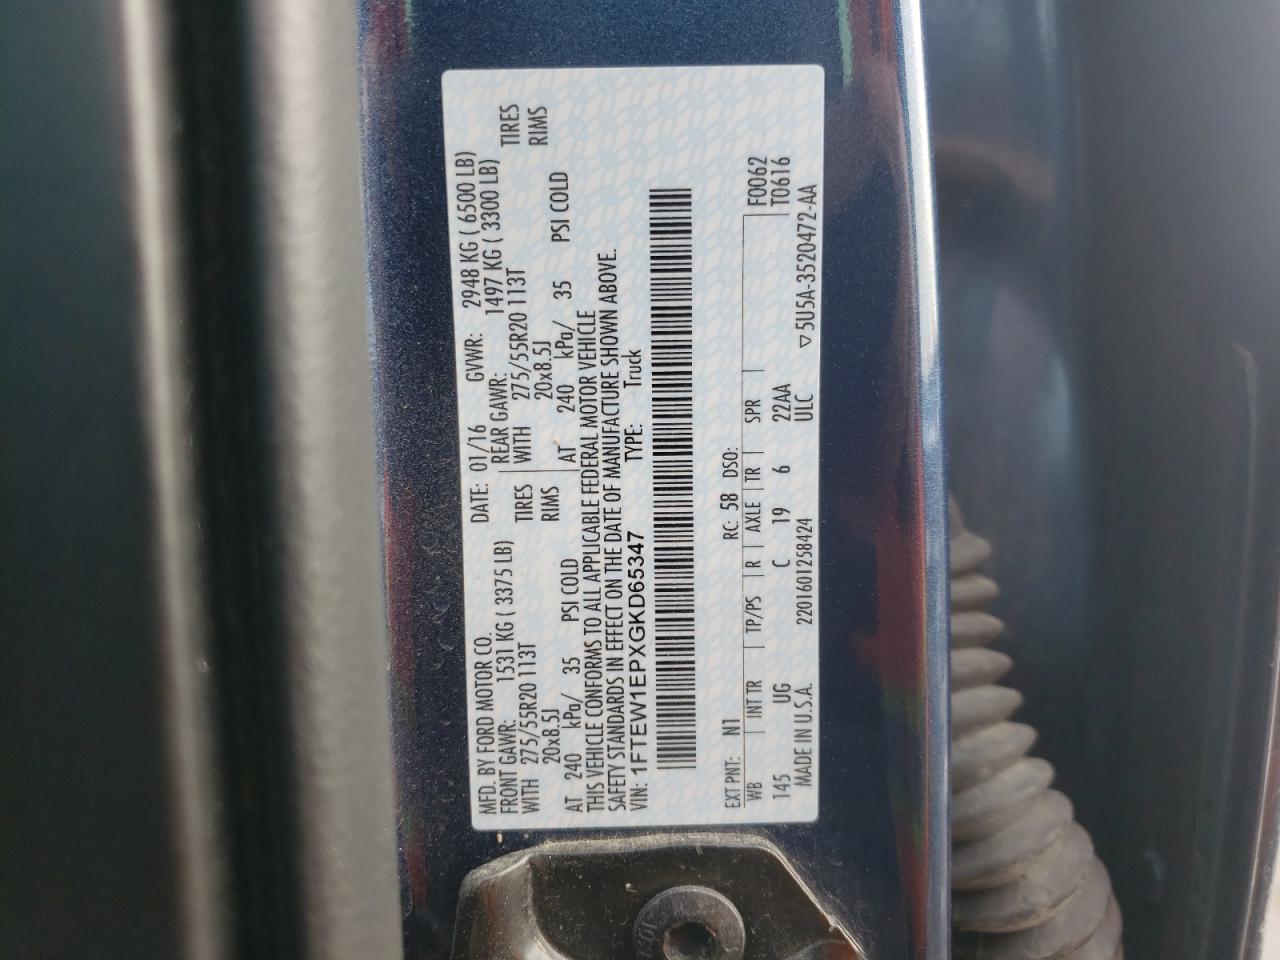 MFD. BY FORD MOTOR CO. DATE: 01/16 GVWR: 2948 KG ( 6500 LB)
FRONT GAWR: 1531 KG ( 3375 LB) REAR GAWR: 1497 KG ( 3300 LB)
WITH 275/55R20 113T TIRES WITH 275/55R20 113T TIRES
20x8.5J RIMS 20x8.5J RIMS
AT 240 kPa/ 35 PSI COLD AT 240 kPa/ 35 PSI COLD
THIS VEHICLE CONFORMS TO ALL APPLICABLE FEDERAL MOTOR VEHICLE
SAFETY STANDARDS IN EFFECT ON THE DATE OF MANUFACTURE SHOWN ABOVE.
VIN: 1FTEW1EPXGKD65347 TYPE: Truck
EXT PNT: N1 RC: 58 DSO: F0062
WB INT TR TP/PS R AXLE TR SPR T0616
145 UG C 19 6 22AA
MADE IN U.S.A. 2201601258424 ULC ▽5U5A-3520472-AA